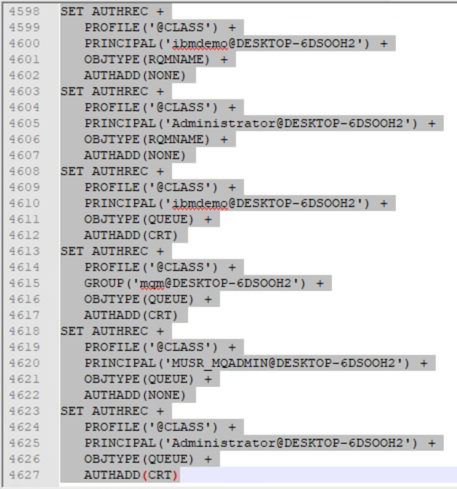 4598 SET AUTHREC +
4599 PROFILE('@CLASS') +
4600 PRINCIPAL('ibmdemo@DESKTOP-6DSOOH2') +
4601 OBJTYPE(RQMNAME) +
4602 AUTHADD(NONE)
4603 SET AUTHREC +
4604 PROFILE('@CLASS') +
4605 PRINCIPAL('Administrator@DESKTOP-6DSOOH2') +
4606 OBJTYPE(RQMNAME) +
4607 AUTHADD(NONE)
4608 SET AUTHREC +
4609 PROFILE('@CLASS') +
4610 PRINCIPAL('ibmdemo@DESKTOP-6DSOOH2') +
4611 OBJTYPE(QUEUE) +
4612 AUTHADD(CRT)
4613 SET AUTHREC +
4614 PROFILE('@CLASS') +
4615 GROUP('mqm@DESKTOP-6DSOOH2') +
4616 OBJTYPE(QUEUE) +
4617 AUTHADD(CRT)
4618 SET AUTHREC +
4619 PROFILE('@CLASS') +
4620 PRINCIPAL('MUSR_MQADMIN@DESKTOP-6DSOOH2') +
4621 OBJTYPE(QUEUE) +
4622 AUTHADD(NONE)
4623 SET AUTHREC +
4624 PROFILE('@CLASS') +
4625 PRINCIPAL('Administrator@DESKTOP-6DSOOH2') +
4626 OBJTYPE(QUEUE) +
4627 AUTHADD(CRT)